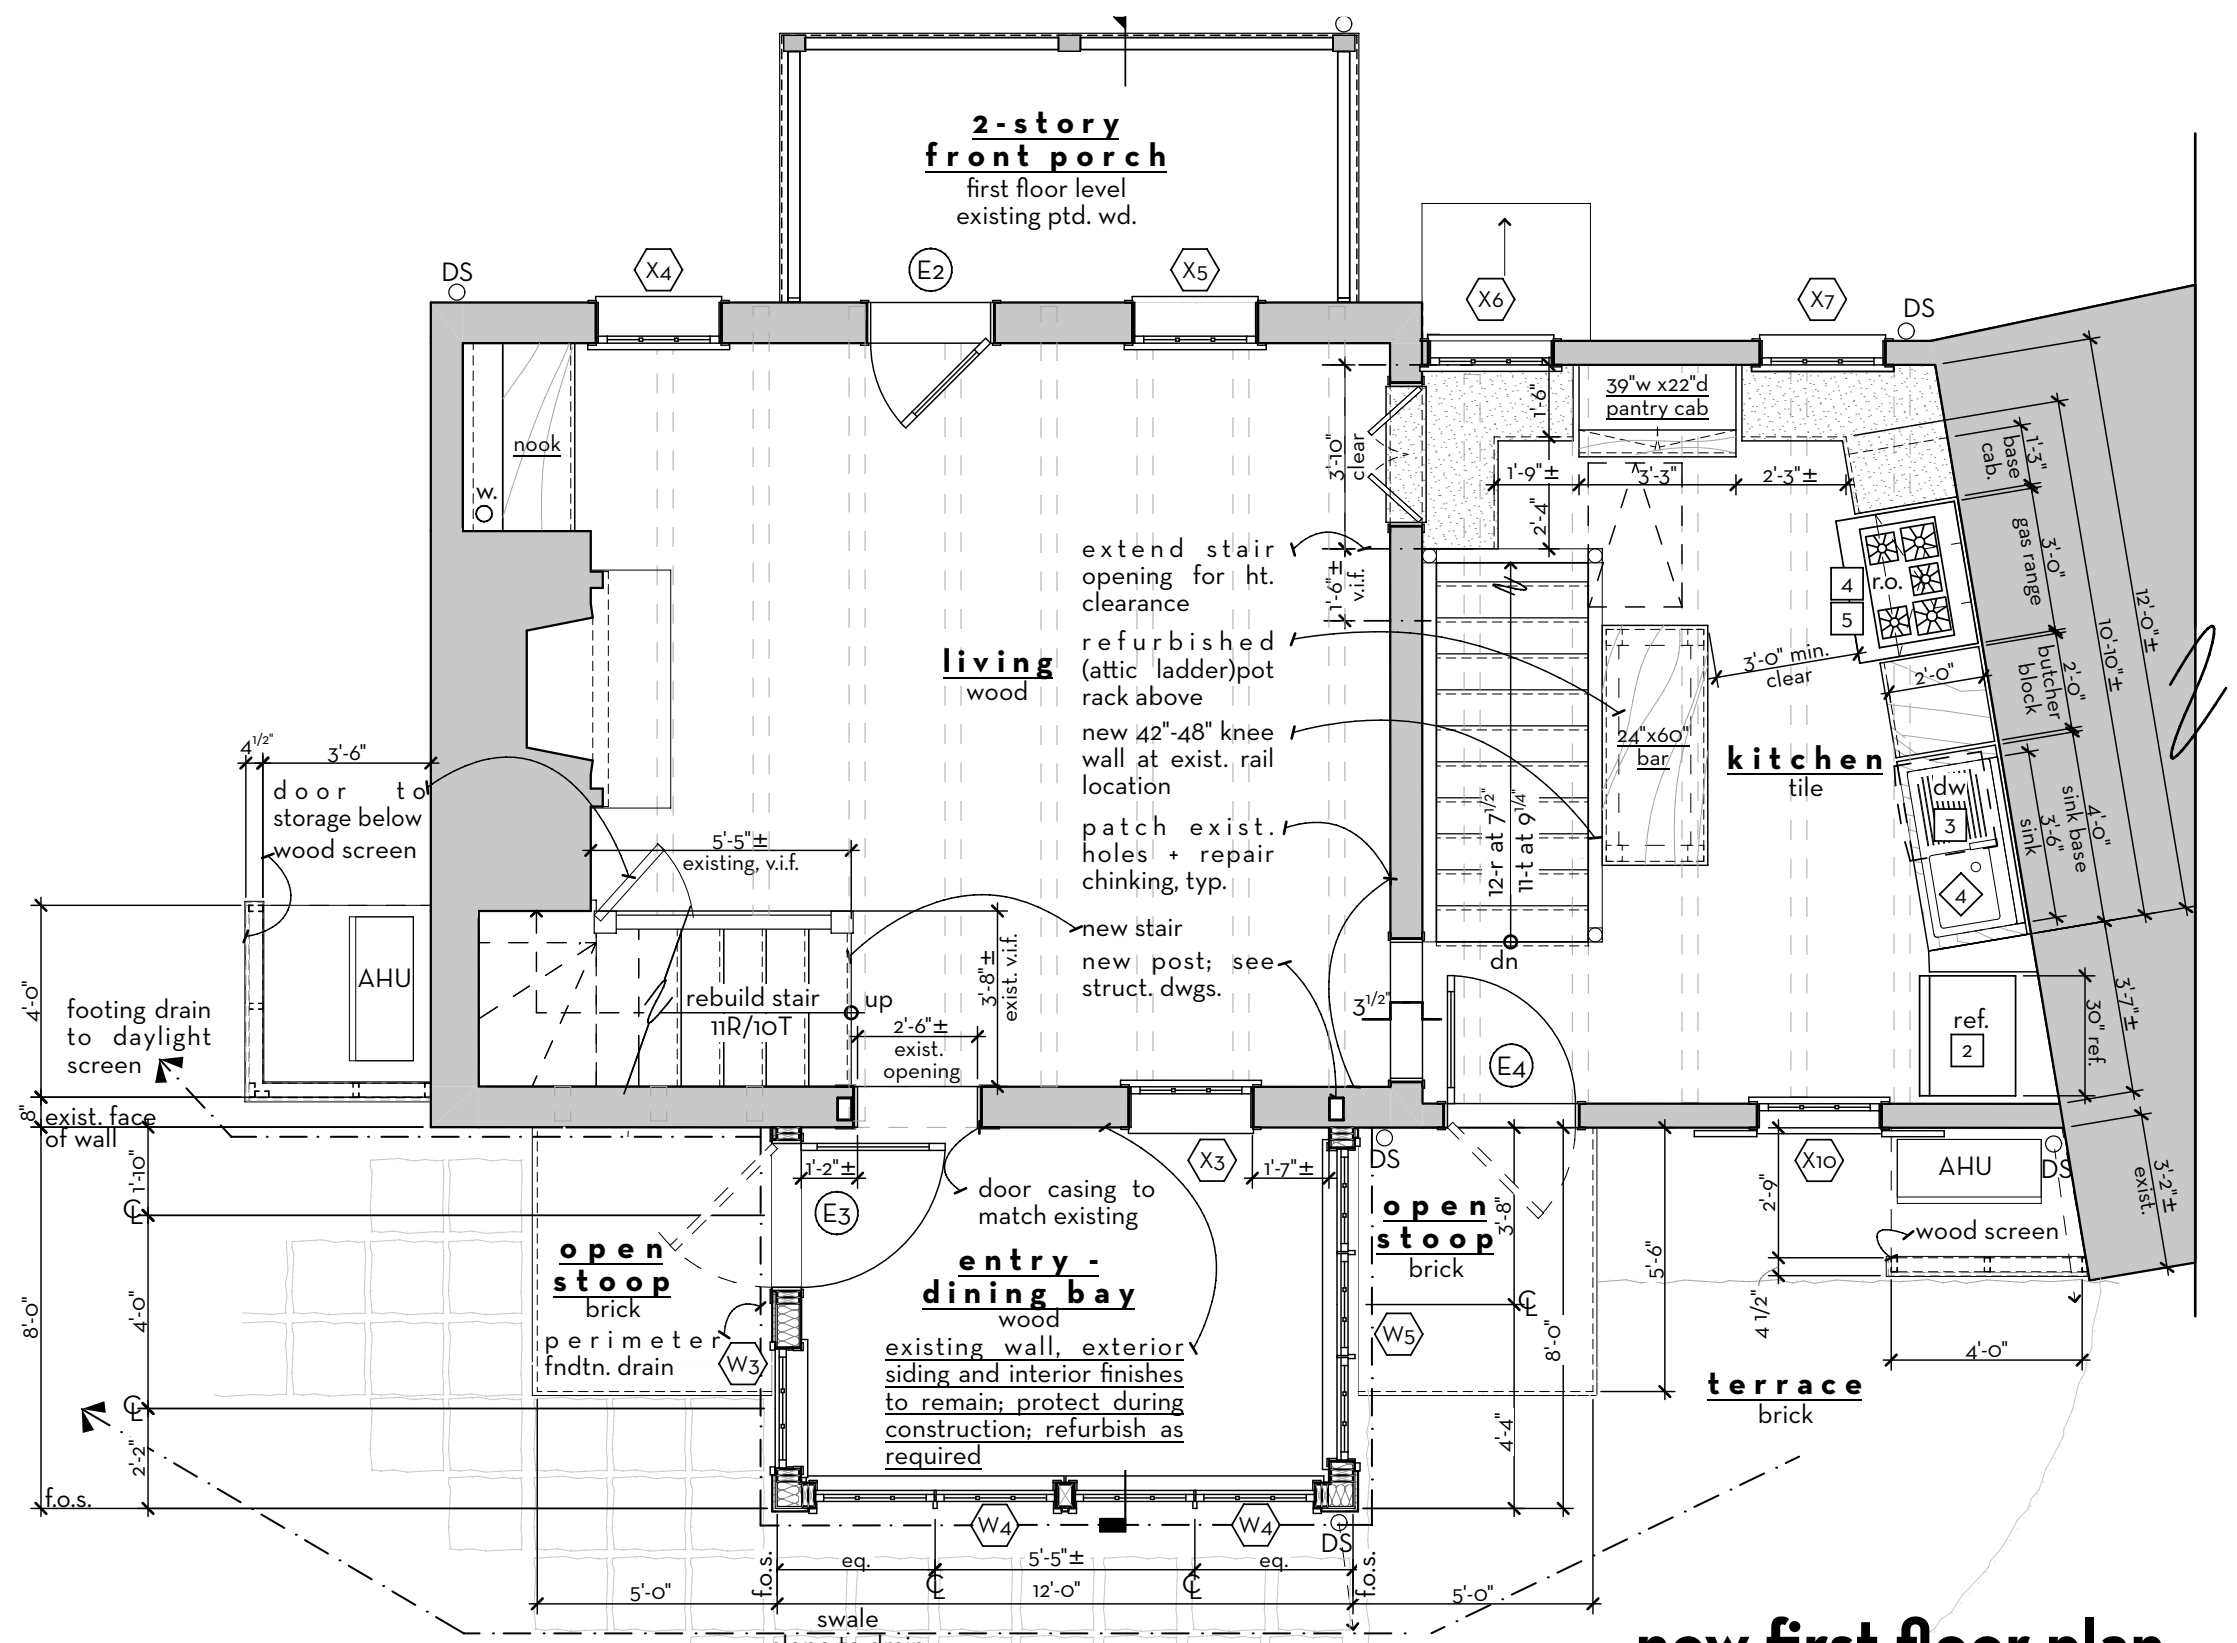 2-story
front porch
first floor level
existing ptd. wd.
DS
X4
E2
X5
X6
X7
DS
nook
w.
39"w x22"d
pantry cab
1'-6"
3'-10"
clear
1'-9"±
3'-3"
2'-3"±
2'-4"
1'-3"
base
cab.
3'-0"
gas range
r.o.
4
5
12'-0"±
10'-10"±
extend stair
opening for ht.
clearance
1'-6"±
v.i.f.
refurbished
(attic ladder)pot
rack above
living
wood
3'-0" min.
clear
2'-0"
2'-0"
butcher
block
new 42"-48" knee
wall at exist. rail
location
24"x60"
bar
kitchen
tile
4 1/2"
3'-6"
door to
storage below
wood screen
5'-5"±
existing, v.i.f.
patch exist.
holes + repair
chinking, typ.
12-r at 7 1/2"
11-t at 9 1/4"
dw
3
4
4'-0"
sink base
3'-6"
sink
new stair
new post; see
struct. dwgs.
dn
3'-8"±
exist. v.i.f.
AHU
4'-0"
footing drain
to daylight
screen
rebuild stair
11R/10T
up
2'-6"±
exist.
opening
3 1/2"
E4
ref.
2
30" ref.
3'-7"±
8"
exist. face
of wall
1'-10"
CL
1'-2"±
E3
door casing to
match existing
X3
1'-7"±
DS
X10
AHU
DS
3'-2"±
exist.
2'-9"
wood screen
open
stoop
brick
open
stoop
brick
3'-8"
5'-6"
4 1/2"
4'-0"
entry -
dining bay
wood
existing wall, exterior
siding and interior finishes
to remain; protect during
construction; refurbish as
required
perimeter
fndtn. drain
W3
W5
CL
8'-0"
4'-4"
terrace
brick
8'-0"
4'-0"
CL
2'-2"
f.o.s.
W4
W4
DS
f.o.s.
eq.
5'-5"±
eq.
f.o.s.
CL
CL
5'-0"
12'-0"
5'-0"
swale
slope to drain
new first floor plan